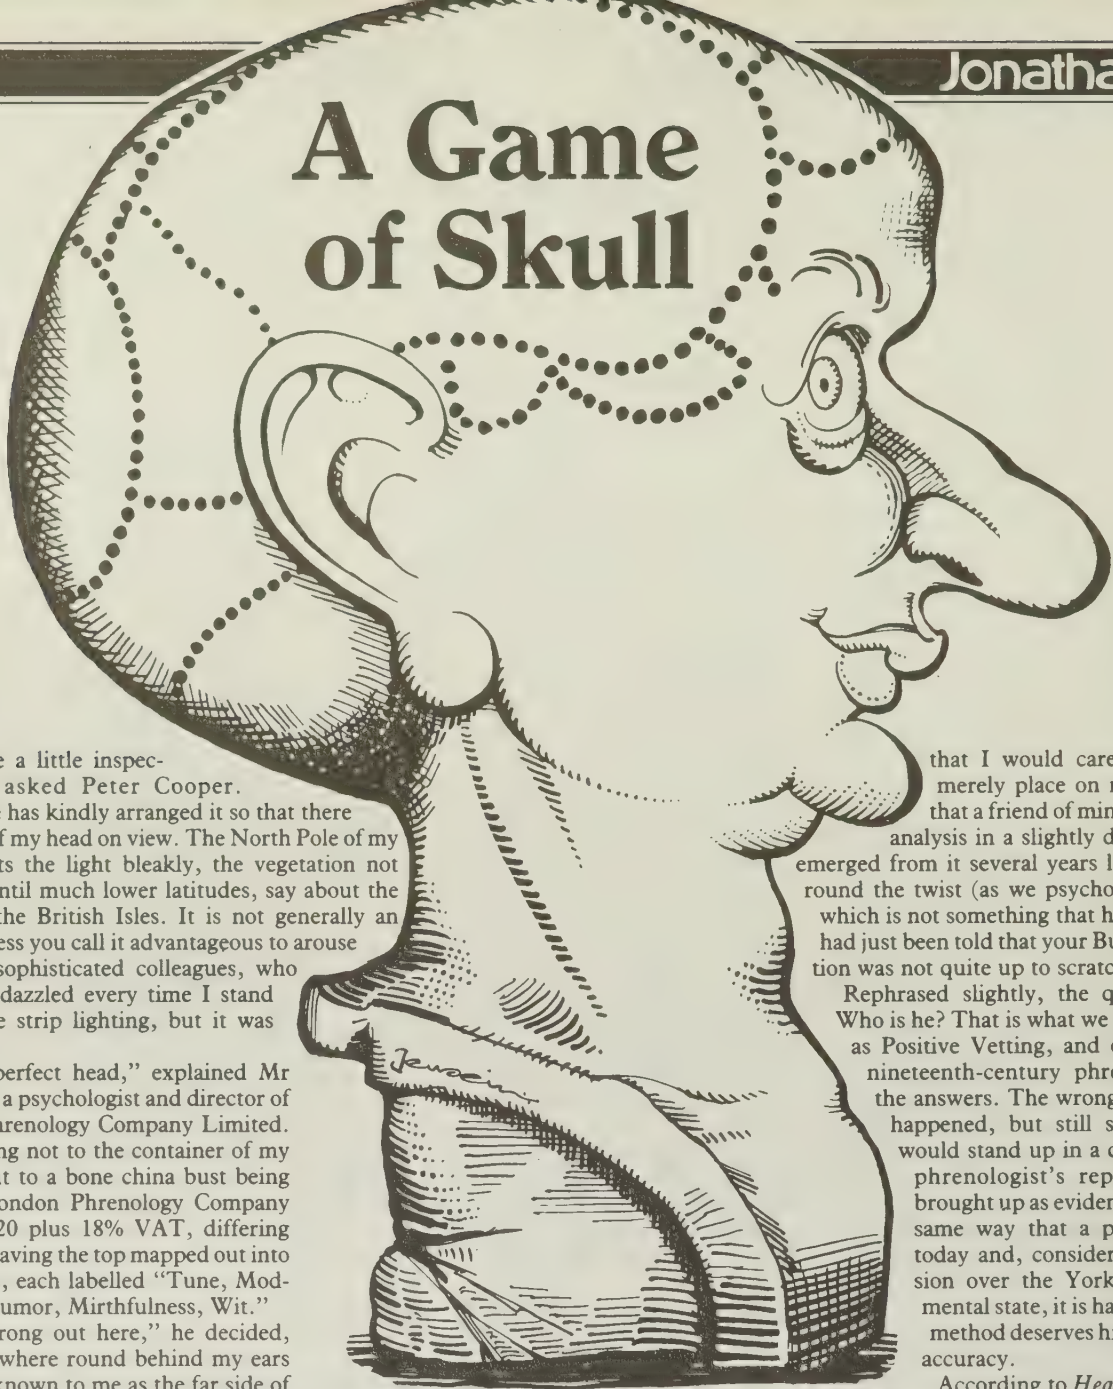 Jonatha
A Game
of Skull
e a little inspec-
asked Peter Cooper.
e has kindly arranged it so that there
f my head on view. The North Pole of my
ts the light bleakly, the vegetation not
ntil much lower latitudes, say about the
the British Isles. It is not generally an
ess you call it advantageous to arouse
sophisticated colleagues, who
dazzled every time I stand
e strip lighting, but it was
perfect head,” explained Mr
a psychologist and director of
hrenology Company Limited.
ng not to the container of my
t to a bone china bust being
ondon Phrenology Company
20 plus 18% VAT, differing
aving the top mapped out into
, each labelled “Tune, Mod-
umor, Mirthfulness, Wit.”
rong out here,” he decided,
where round behind my ears
known to me as the far side of
that I would care
merely place on r
that a friend of min
analysis in a slightly d
emerged from it several years l
round the twist (as we psycho
which is not something that h
had just been told that your Bu
tion was not quite up to scratc
Rephrased slightly, the q
Who is he? That is what we
as Positive Vetting, and
nineteenth-century phre
the answers. The wrong
happened, but still s
would stand up in a c
phrenologist’s rep
brought up as eviden
same way that a p
today and, consider
sion over the York
mental state, it is ha
method deserves hi
accuracy.
According to Hea